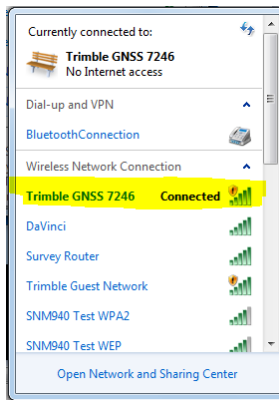 Currently connected to:
Trimble GNSS 7246
No Internet access
Dial-up and VPN
BluetoothConnection
Wireless Network Connection
Trimble GNSS 7246 Connected
DaVinci
Survey Router
Trimble Guest Network
SNM940 Test WPA2
SNM940 Test WEP
Open Network and Sharing Center